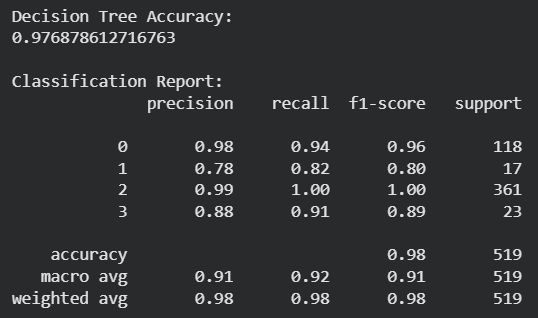 Decision Tree Accuracy:
0.976878612716763
Classification Report:
precision recall f1-score support
0 0.98 0.94 0.96 118
1 0.78 0.82 0.80 17
2 0.99 1.00 1.00 361
3 0.88 0.91 0.89 23
accuracy 0.98 519
macro avg 0.91 0.92 0.91 519
weighted avg 0.98 0.98 0.98 519